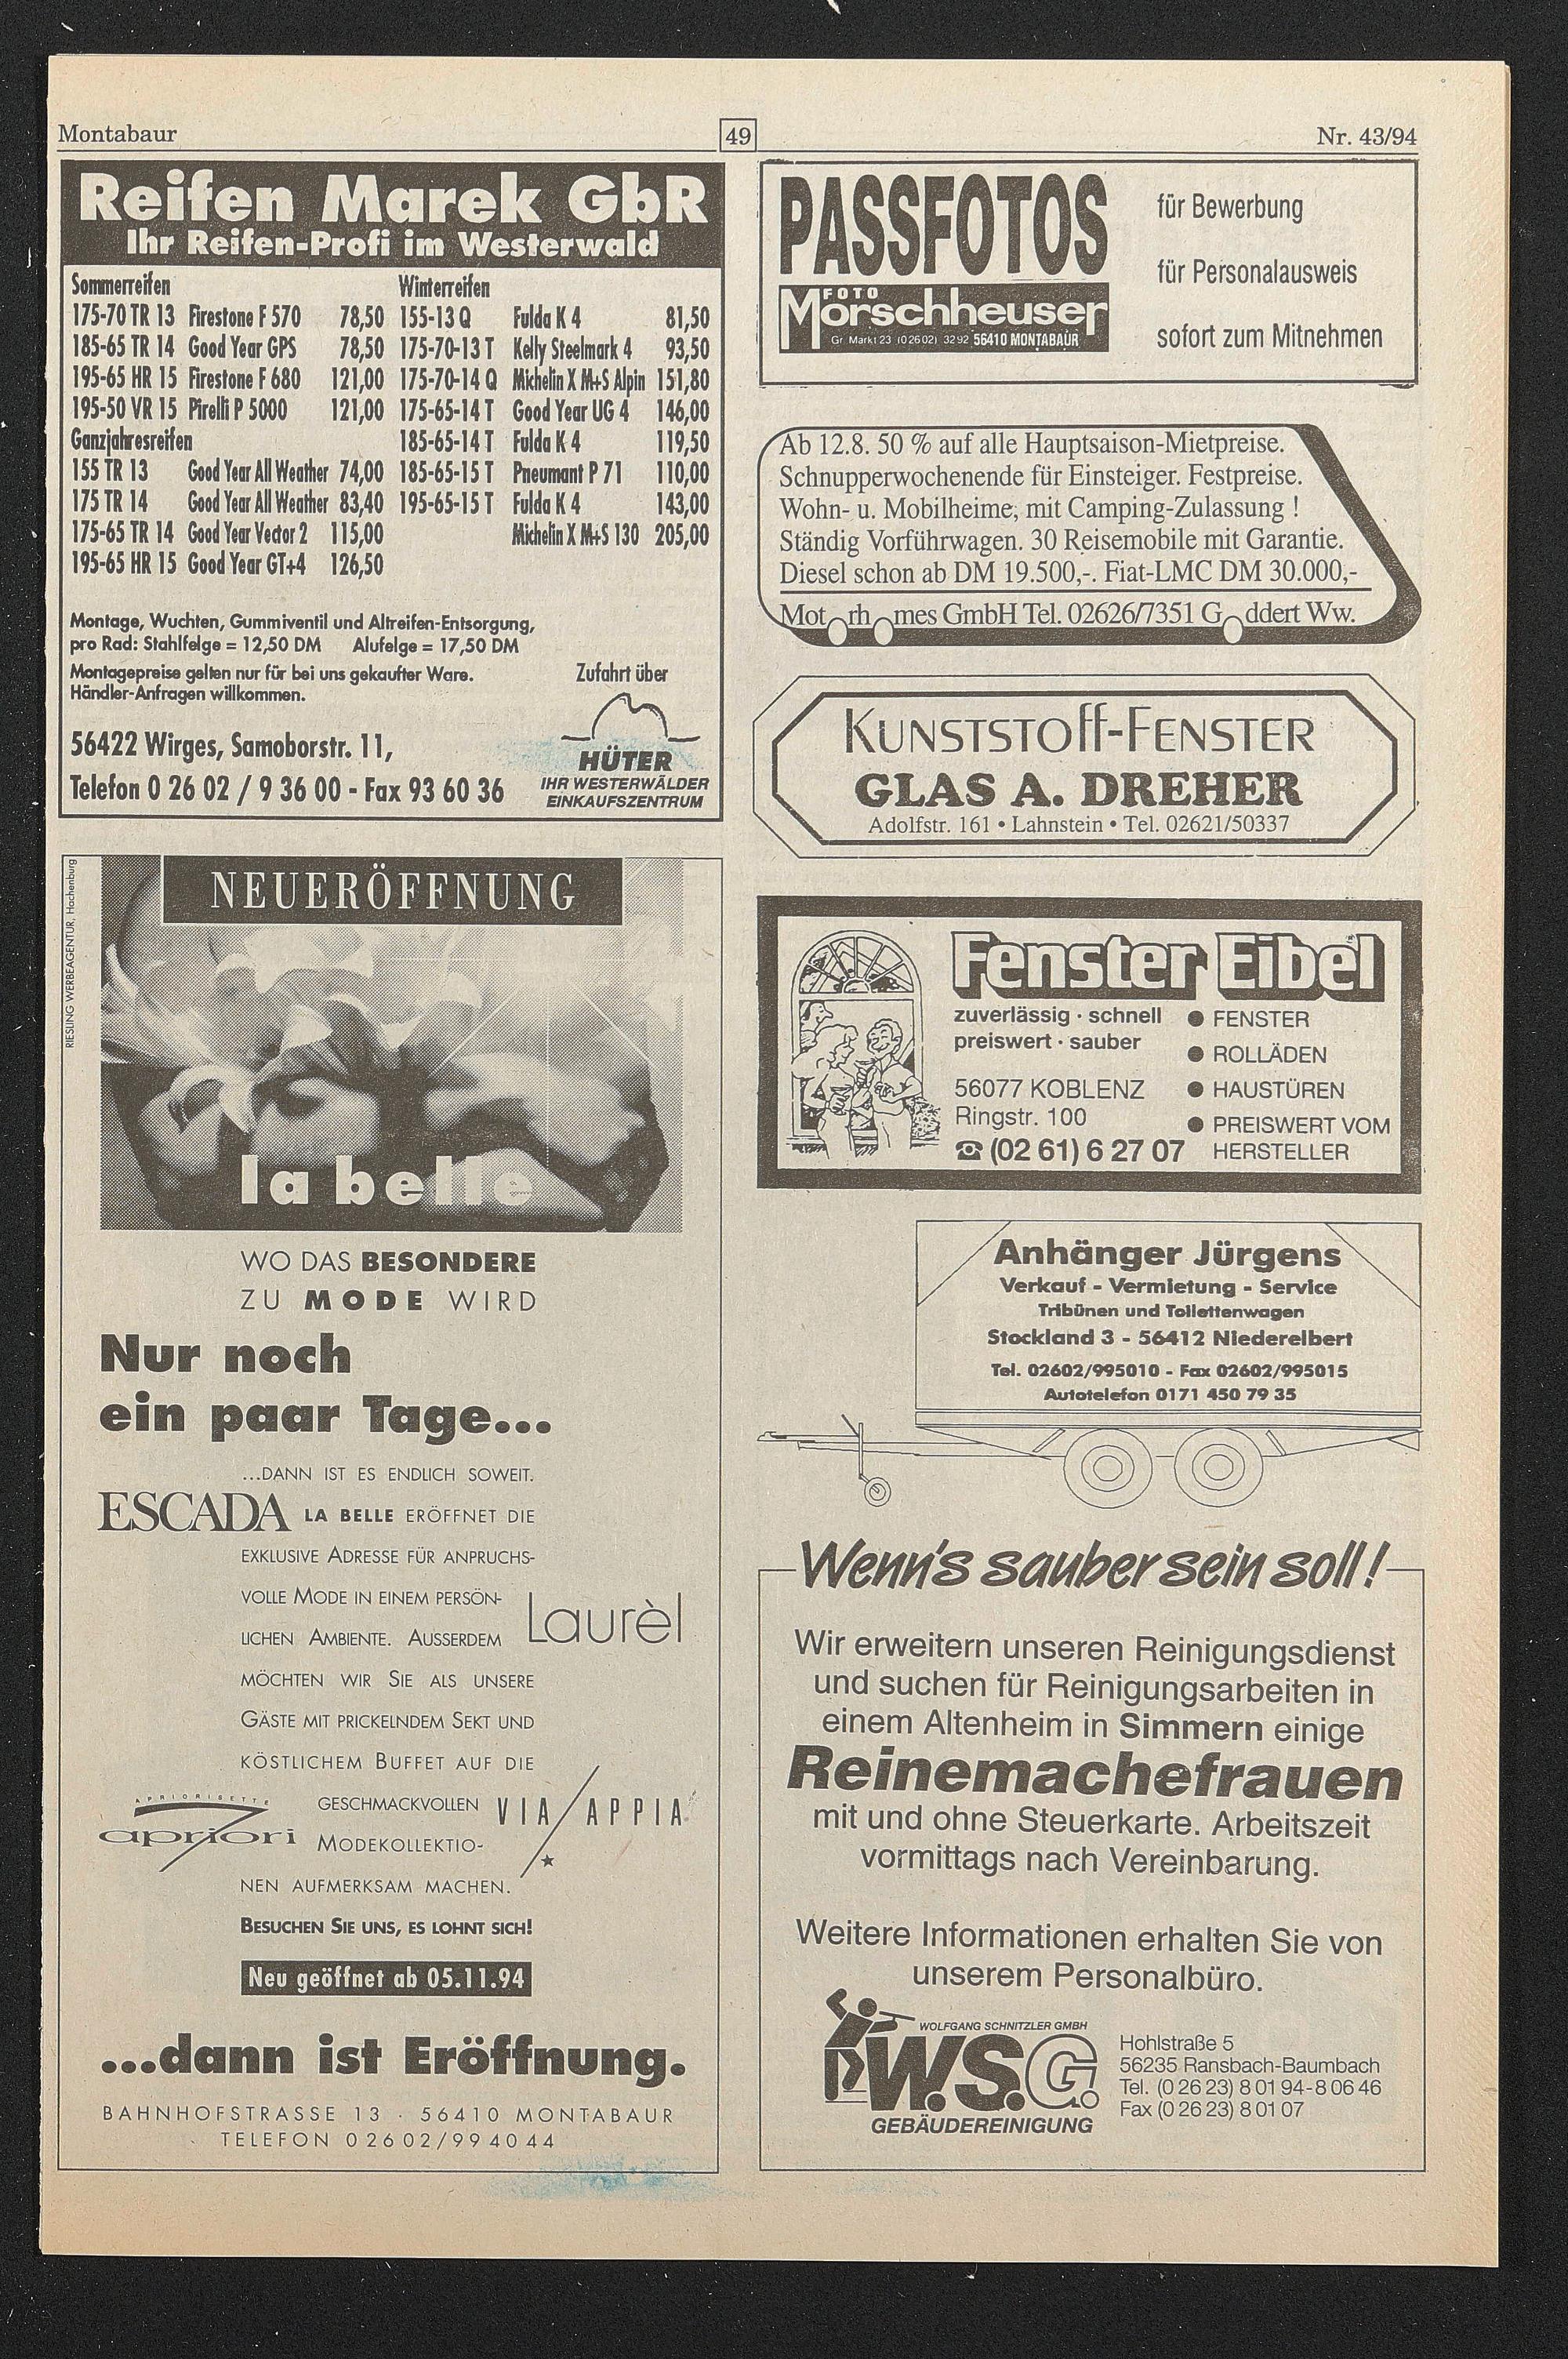 Montabaur
49
Nr. 43/94
Reifen Marek GbR
Ihr Reifen-Profi im Westerwald
Sommerreifen
175-70 TR 13 Firestone F 570 78,50
185-65 TR 14 Good Year GPS 78,50
195-65 HR 15 Firestone F 680 121,00
195-50 VR 15 Pirelli P 5000 121,00
Ganzjahresreifen
155 TR 13 Good Year All Weather 74,00
175 TR 14 Good Year All Weather 83,40
175-65 TR 14 Good Year Vector 2 115,00
195-65 HR 15 Good Year GT+4 126,50
Winterreifen
155-13 Q Fulda K 4 81,50
175-70-13 T Kelly Steelmark 4 93,50
175-70-14 Q Michelin X M+S Alpin 151,80
175-65-14 T Good Year UG 4 146,00
185-65-14 T Fulda K 4 119,50
185-65-15 T Pneumant P 71 110,00
195-65-15 T Fulda K 4 143,00
Michelin X M+S 130 205,00
Montage, Wuchten, Gummiventil und Altreifen-Entsorgung,
pro Rad: Stahlfelge = 12,50 DM Alufelge = 17,50 DM
Montagepreise gelten nur für bei uns gekaufter Ware.
Händler-Anfragen willkommen.
56422 Wirges, Samoborstr. 11,
Telefon 0 26 02 / 9 36 00 - Fax 93 60 36
Zufahrt über
HÜTER
IHR WESTERWÄLDER
EINKAUFSZENTRUM
RIESLING WERBEAGENTUR, Hachenburg
NEUERÖFFNUNG
la belle
WO DAS BESONDERE
ZU MODE WIRD
Nur noch
ein paar Tage...
...DANN IST ES ENDLICH SOWEIT.
ESCADA LA BELLE ERÖFFNET DIE
EXKLUSIVE ADRESSE FÜR ANPRUCHS-
VOLLE MODE IN EINEM PERSÖN-
LICHEN AMBIENTE. AUSSERDEM
Laurèl
MÖCHTEN WIR SIE ALS UNSERE
GÄSTE MIT PRICKELNDEM SEKT UND
KÖSTLICHEM BUFFET AUF DIE
APRIORISETTE
apriori
GESCHMACKVOLLEN
VIA APPIA
MODEKOLLEKTIO-
NEN AUFMERKSAM MACHEN.
BESUCHEN SIE UNS, ES LOHNT SICH!
Neu geöffnet ab 05.11.94
...dann ist Eröffnung.
BAHNHOFSTRASSE 13 · 56410 MONTABAUR
TELEFON 02602/994044
PASSFOTOS
FOTO
Morschheuser
Gr. Markt 23 (02602) 3292 56410 MONTABAUR
für Bewerbung
für Personalausweis
sofort zum Mitnehmen
Ab 12.8. 50 % auf alle Hauptsaison-Mietpreise.
Schnupperwochenende für Einsteiger. Festpreise.
Wohn- u. Mobilheime, mit Camping-Zulassung !
Ständig Vorführwagen. 30 Reisemobile mit Garantie.
Diesel schon ab DM 19.500,-. Fiat-LMC DM 30.000,-
Motorhomes GmbH Tel. 02626/7351 Goddert Ww.
KUNSTSTOff-FENSTER
GLAS A. DREHER
Adolfstr. 161 • Lahnstein • Tel. 02621/50337
Fenster Eibel
zuverlässig · schnell
preiswert · sauber
56077 KOBLENZ
Ringstr. 100
☎ (02 61) 6 27 07
● FENSTER
● ROLLÄDEN
● HAUSTÜREN
● PREISWERT VOM
HERSTELLER
Anhänger Jürgens
Verkauf - Vermietung - Service
Tribünen und Toilettenwagen
Stockland 3 - 56412 Niederelbert
Tel. 02602/995010 - Fax 02602/995015
Autotelefon 0171 450 79 35
Wenn's sauber sein soll!
Wir erweitern unseren Reinigungsdienst
und suchen für Reinigungsarbeiten in
einem Altenheim in Simmern einige
Reinemachefrauen
mit und ohne Steuerkarte. Arbeitszeit
vormittags nach Vereinbarung.
Weitere Informationen erhalten Sie von
unserem Personalbüro.
WOLFGANG SCHNITZLER GMBH
W.S.G.
GEBÄUDEREINIGUNG
Hohlstraße 5
56235 Ransbach-Baumbach
Tel. (0 26 23) 8 01 94-8 06 46
Fax (0 26 23) 8 01 07